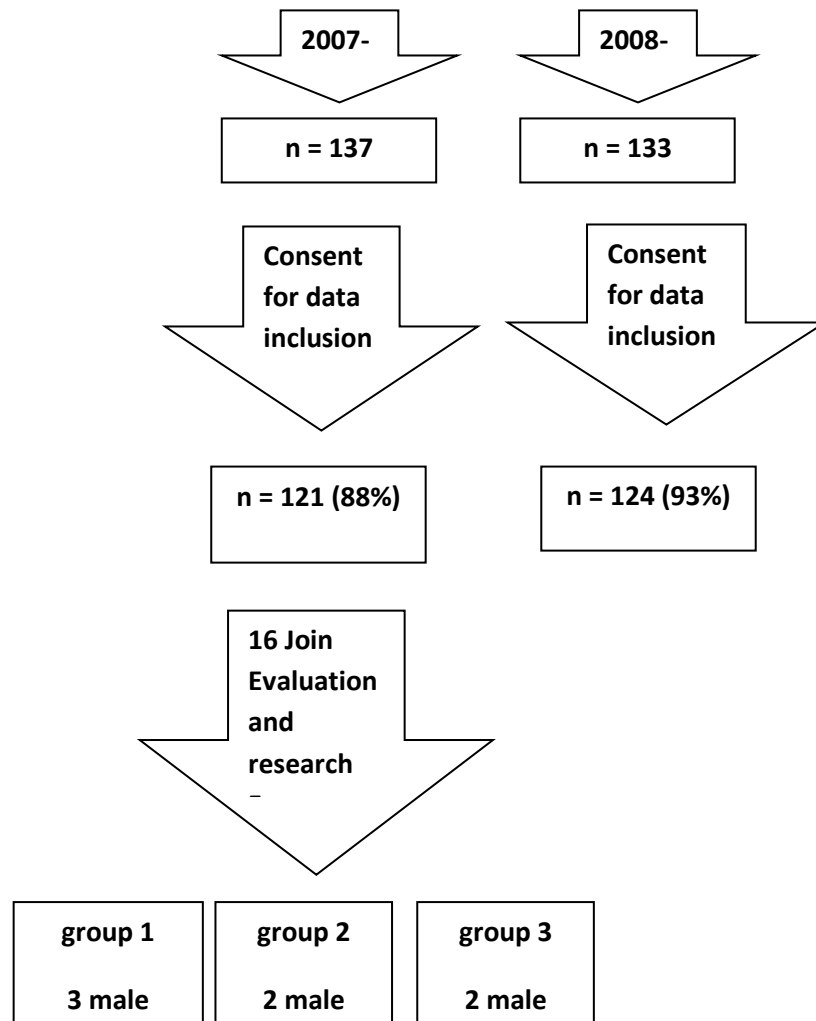 2007-
2008-
n = 137
n = 133
Consent
for data
inclusion
Consent
for data
inclusion
n = 121 (88%)
n = 124 (93%)
16 Join
Evaluation
and
research
group 1
3 male
group 2
2 male
group 3
2 male